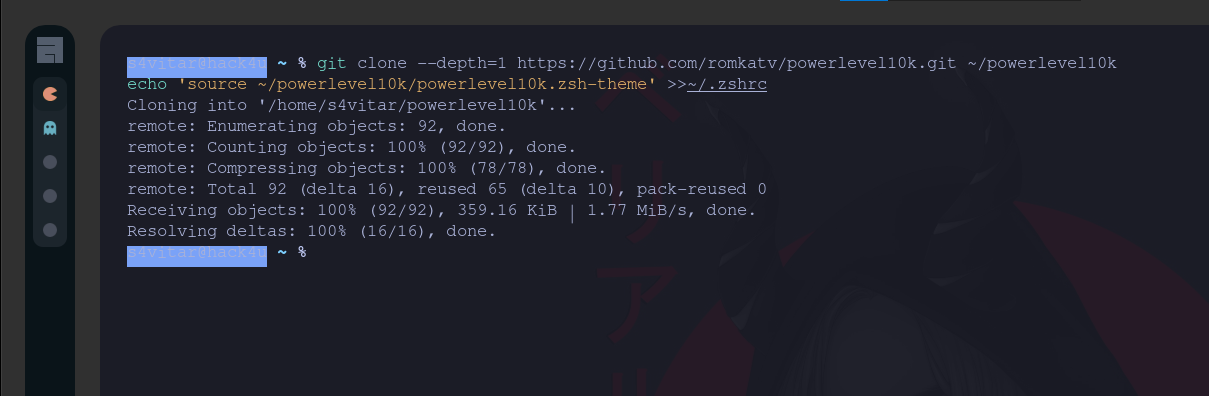 s4vitar@hack4u ~ % git clone --depth=1 https://github.com/romkatv/powerlevel10k.git ~/powerlevel10k
echo 'source ~/powerlevel10k/powerlevel10k.zsh-theme' >>~/.zshrc
Cloning into '/home/s4vitar/powerlevel10k'...
remote: Enumerating objects: 92, done.
remote: Counting objects: 100% (92/92), done.
remote: Compressing objects: 100% (78/78), done.
remote: Total 92 (delta 16), reused 65 (delta 10), pack-reused 0
Receiving objects: 100% (92/92), 359.16 KiB | 1.77 MiB/s, done.
Resolving deltas: 100% (16/16), done.
s4vitar@hack4u ~ %